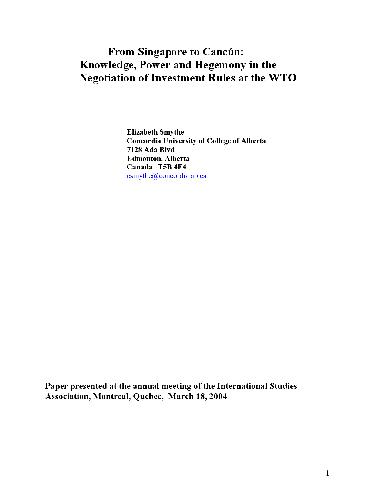 From Singapore to Cancún:
Knowledge, Power and Hegemony in the
Negotiation of Investment Rules at the WTO
Elizabeth Smythe
Concordia University of College of Alberta
7128 Ada Blvd
Edmonton, Alberta
Canada T5B 4E4
Paper presented at the annual meeting of the International Studies
Association, Montreal, Quebec, March 18, 2004
1